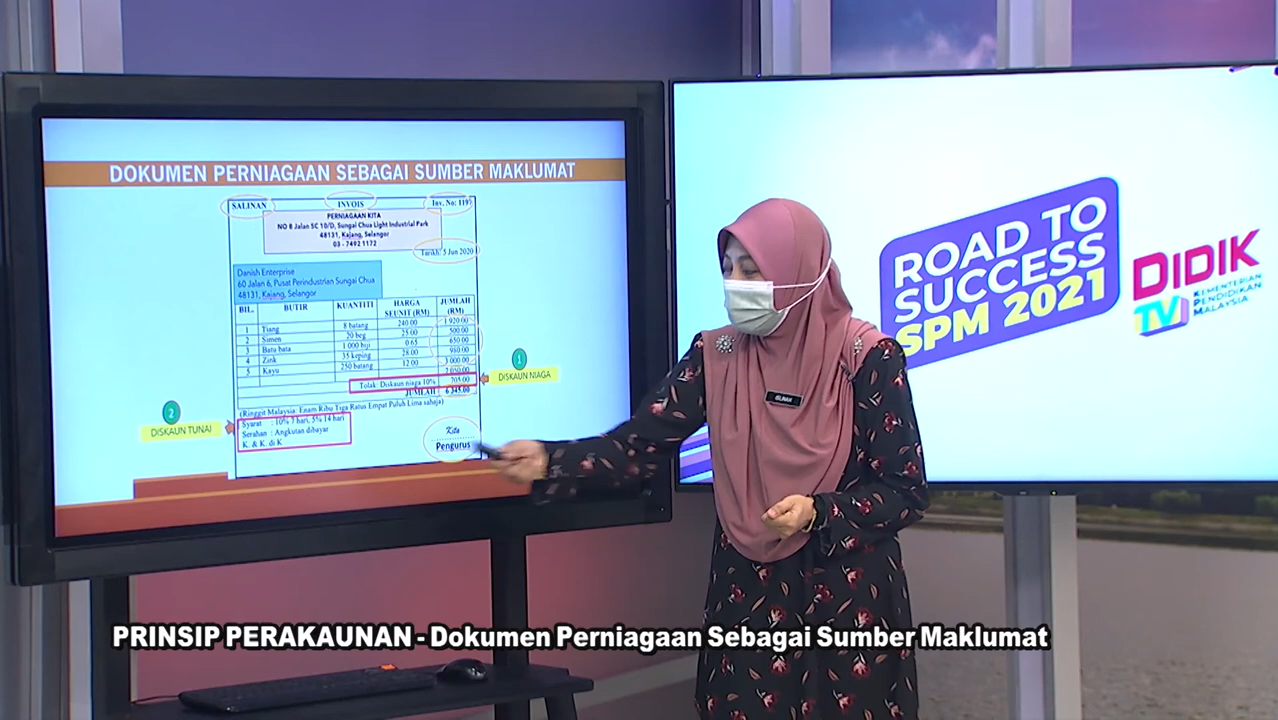 DOKUMEN PERNIAGAAN SEBAGAI SUMBER MAKLUMAT
SALINAN INVOIS Inv. No: 119
PERNIAGAAN KITA
NO 8 Jalan SC 10/D, Sungai Chua Light Industrial Park
48131, Kajang, Selangor
03 - 7492 1172
Tarikh: 5 Jun 2020
Danish Enterprise
60 Jalan 6, Pusat Perindustrian Sungai Chua
48131, Kajang, Selangor
BIL. BUTIR KUANTITI HARGA SEUNIT (RM) JUMLAH (RM)
1 Tiang 8 batang 240.00 1 920.00
2 Simen 20 beg 25.00 500.00
3 Batu bata 1 000 biji 0.65 650.00
4 Zink 35 keping 28.00 980.00
5 Kayu 250 batang 12.00 3 000.00
7 050.00
Tolak: Diskaun niaga 10% 705.00
JUMLAH 6 345.00
(Ringgit Malaysia: Enam Ribu Tiga Ratus Empat Puluh Lima sahaja)
Syarat : 10% 7 hari, 5% 14 hari
Serahan : Angkutan dibayar
K. & K. di K
Kita
Pengurus
1
DISKAUN NIAGA
2
DISKAUN TUNAI
ROAD TO
SUCCESS
SPM 2021
DIDIK
TV
KEMENTERIAN
PENDIDIKAN
MALAYSIA
PRINSIP PERAKAUNAN - Dokumen Perniagaan Sebagai Sumber Maklumat